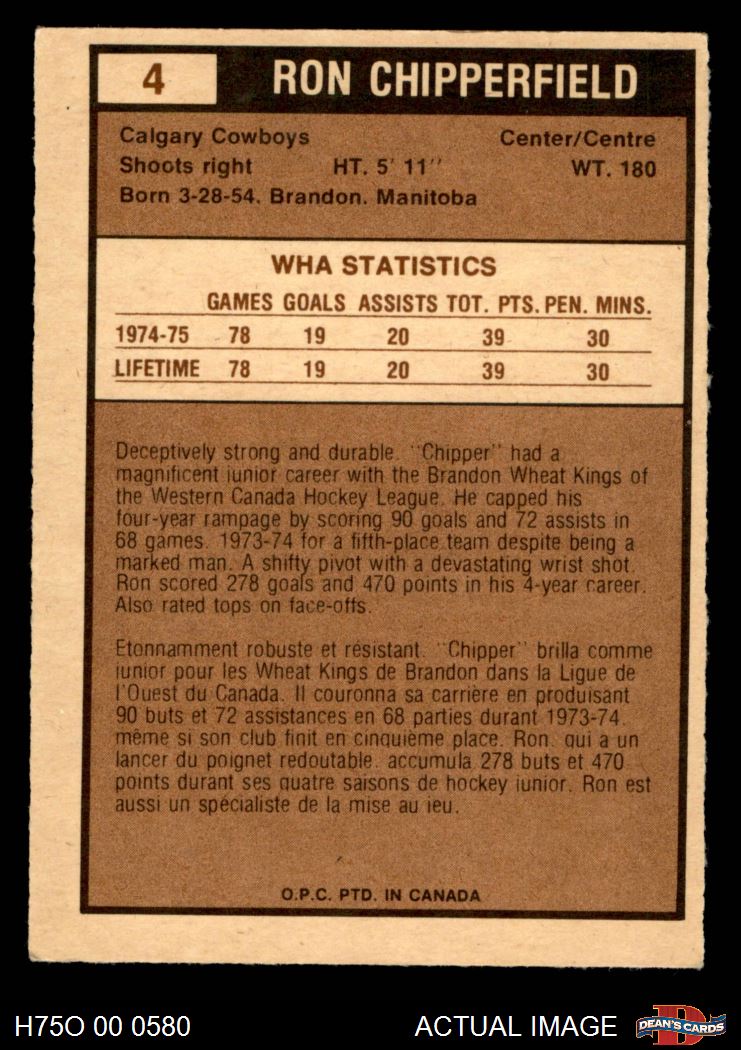 4 RON CHIPPERFIELD
Calgary Cowboys Center/Centre
Shoots right HT. 5' 11'' WT. 180
Born 3-28-54. Brandon. Manitoba
WHA STATISTICS
GAMES GOALS ASSISTS TOT. PTS. PEN. MINS.
1974-75 78 19 20 39 30
LIFETIME 78 19 20 39 30
Deceptively strong and durable. "Chipper" had a
magnificent junior career with the Brandon Wheat Kings of
the Western Canada Hockey League. He capped his
four-year rampage by scoring 90 goals and 72 assists in
68 games. 1973-74 for a fifth-place team despite being a
marked man. A shifty pivot with a devastating wrist shot.
Ron scored 278 goals and 470 points in his 4-year career.
Also rated tops on face-offs.
Etonnamment robuste et résistant. "Chipper" brilla comme
junior pour les Wheat Kings de Brandon dans la Ligue de
l'Ouest du Canada. Il couronna sa carrière en produisant
90 buts et 72 assistances en 68 parties durant 1973-74.
même si son club finit en cinquième place. Ron. qui a un
lancer du poignet redoutable. accumula 278 buts et 470
points durant ses quatre saisons de hockey junior. Ron est
aussi un spécialiste de la mise au jeu.
O.P.C. PTD. IN CANADA
H75O 00 0580 ACTUAL IMAGE D DEAN'S CARDS